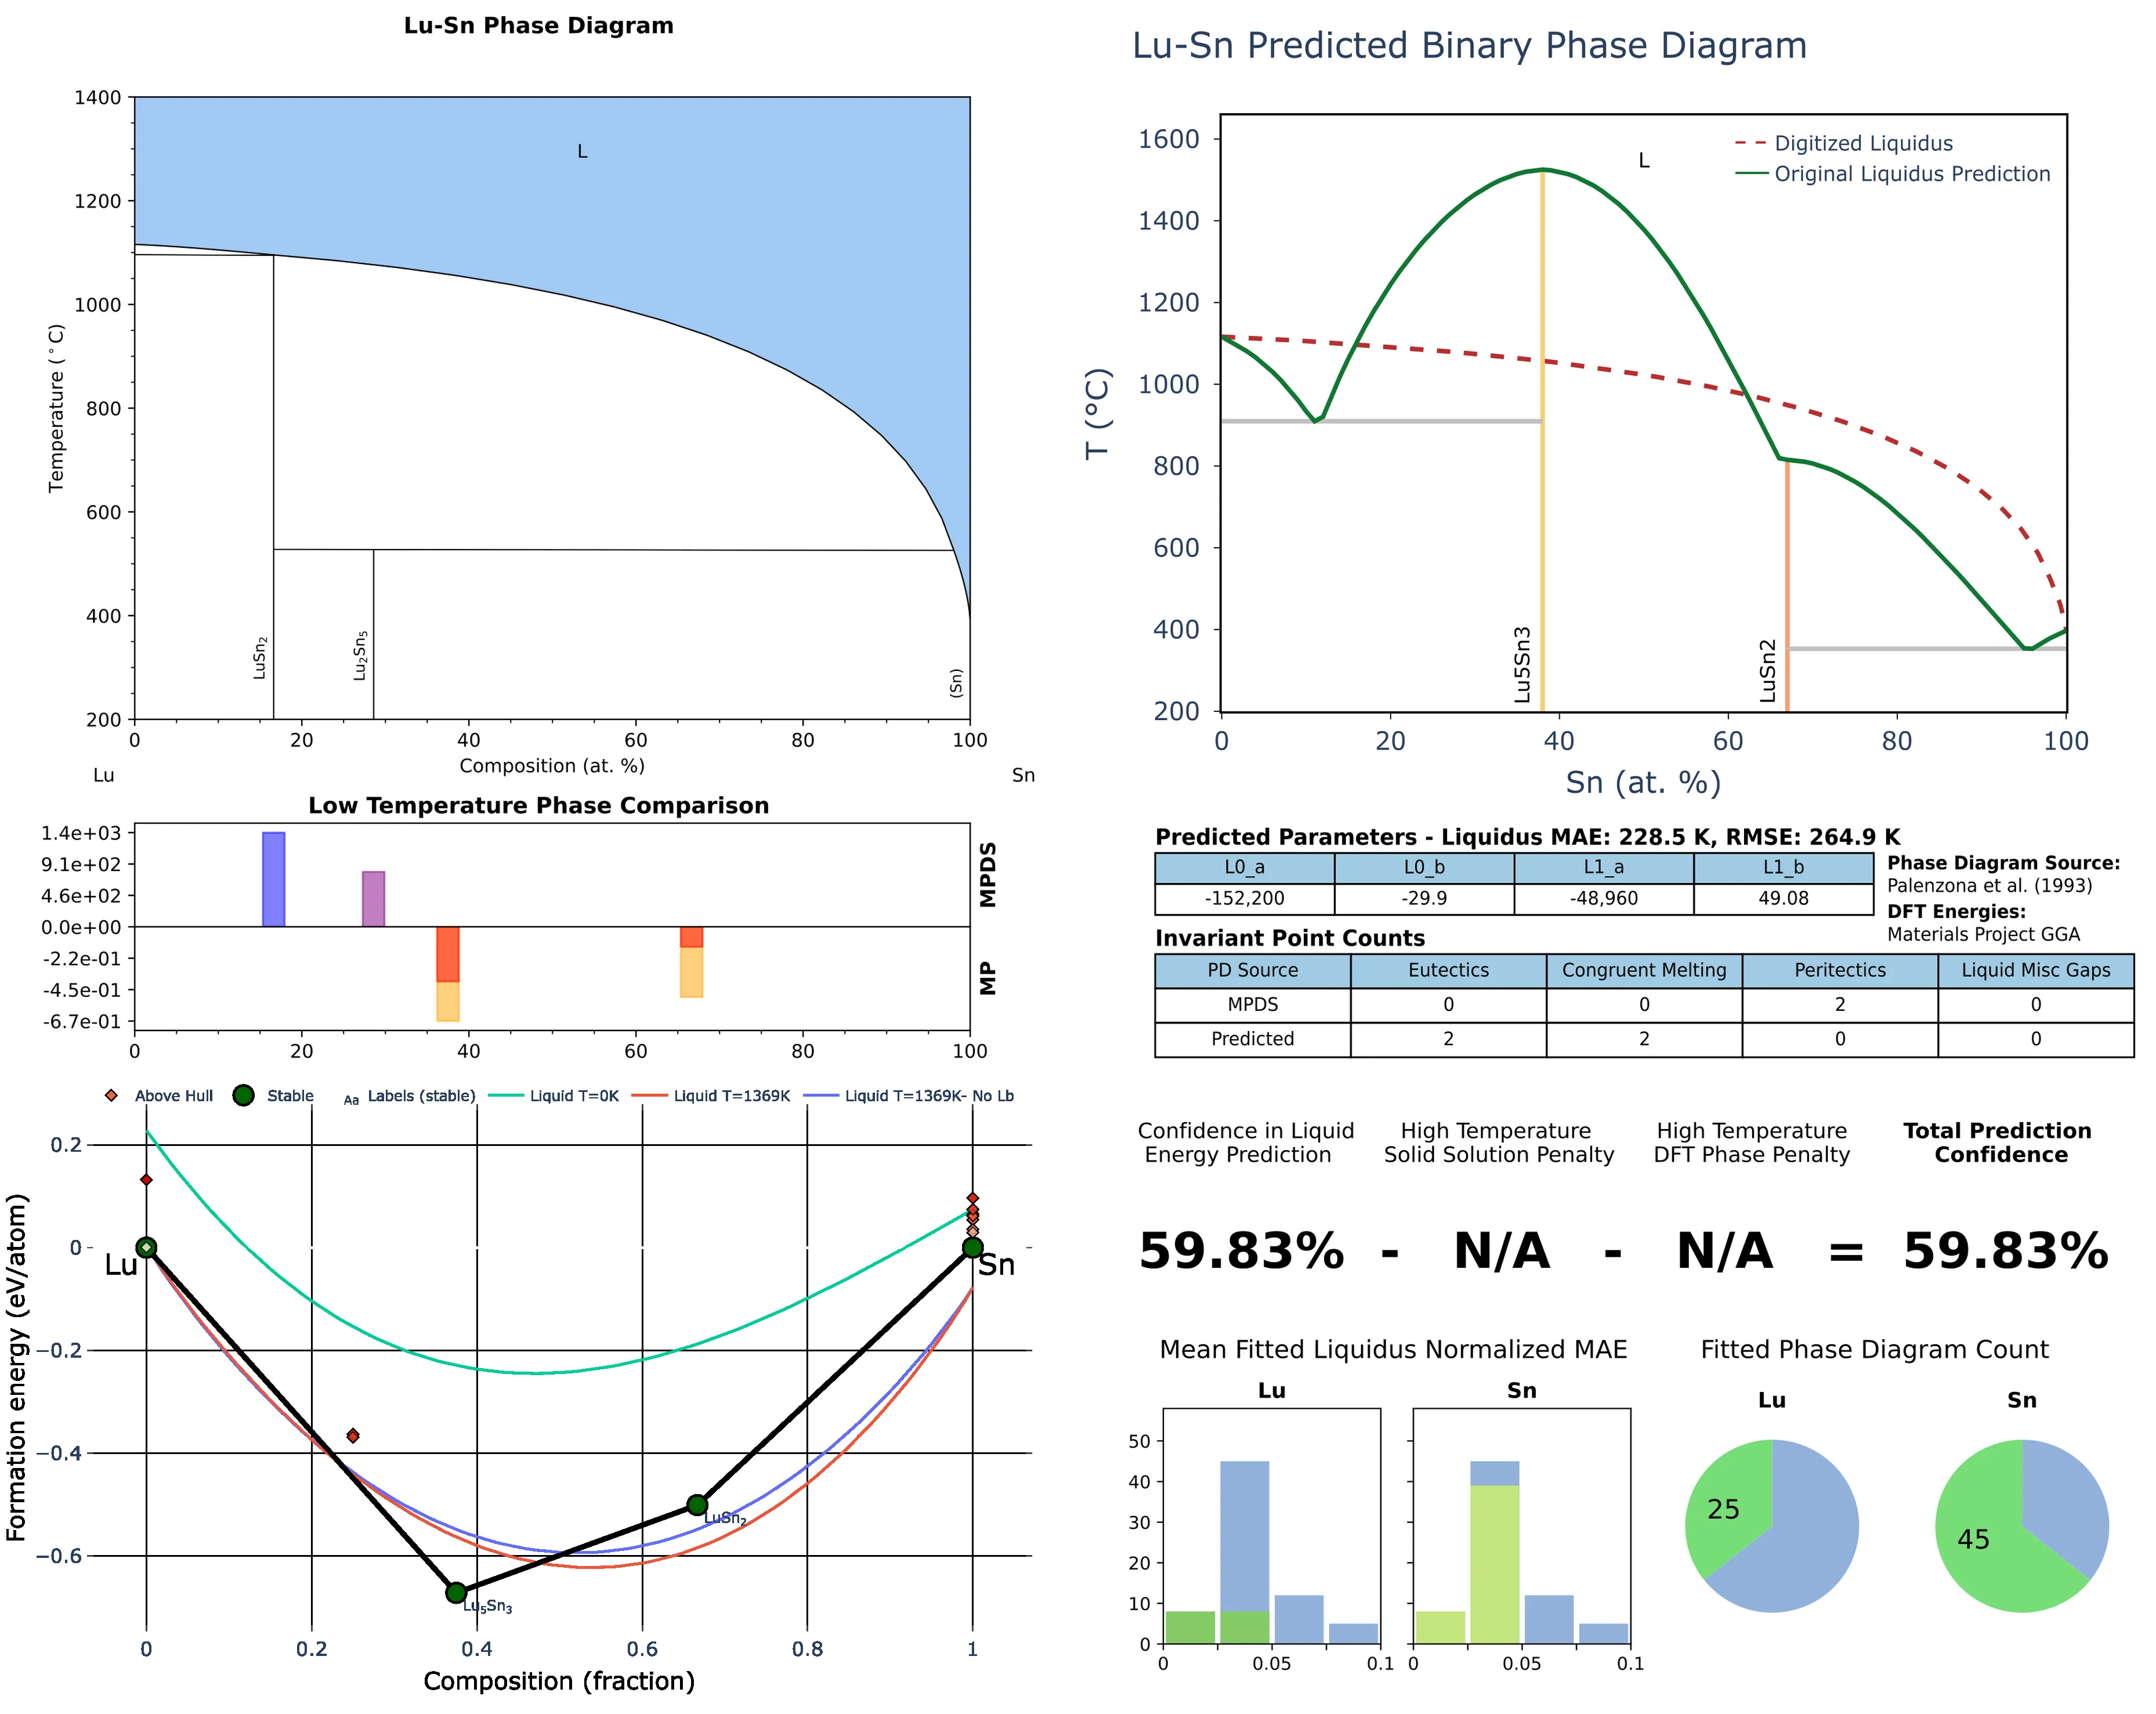 Lu-Sn Phase Diagram
1400
1200
1000
800
600
400
200
Temperature (°C)
L
LuSn2
Lu2Sn5
(Sn)
0 20 40 60 80 100
Composition (at. %)
Lu
Sn
Low Temperature Phase Comparison
1.4e+03
9.1e+02
4.6e+02
0.0e+00
-2.2e-01
-4.5e-01
-6.7e-01
MPDS
MP
0 20 40 60 80 100
Above Hull
Stable
Aa Labels (stable)
Liquid T=0K
Liquid T=1369K
Liquid T=1369K- No Lb
0.2
0
−0.2
−0.4
−0.6
Formation energy (eV/atom)
Lu
Sn
LuSn2
Lu5Sn3
0 0.2 0.4 0.6 0.8 1
Composition (fraction)
Lu-Sn Predicted Binary Phase Diagram
1600
1400
1200
1000
800
600
400
200
T (°C)
L
Digitized Liquidus
Original Liquidus Prediction
Lu5Sn3
LuSn2
0 20 40 60 80 100
Sn (at. %)
Predicted Parameters - Liquidus MAE: 228.5 K, RMSE: 264.9 K
L0_a L0_b L1_a L1_b
-152,200 -29.9 -48,960 49.08
Phase Diagram Source:
Palenzona et al. (1993)
DFT Energies:
Materials Project GGA
Invariant Point Counts
PD Source Eutectics Congruent Melting Peritectics Liquid Misc Gaps
MPDS 0 0 2 0
Predicted 2 2 0 0
Confidence in Liquid
Energy Prediction
High Temperature
Solid Solution Penalty
High Temperature
DFT Phase Penalty
Total Prediction
Confidence
59.83% - N/A - N/A = 59.83%
Mean Fitted Liquidus Normalized MAE
Lu
Sn
50
40
30
20
10
0
0 0.05 0.1
0 0.05 0.1
Fitted Phase Diagram Count
Lu
Sn
25
45